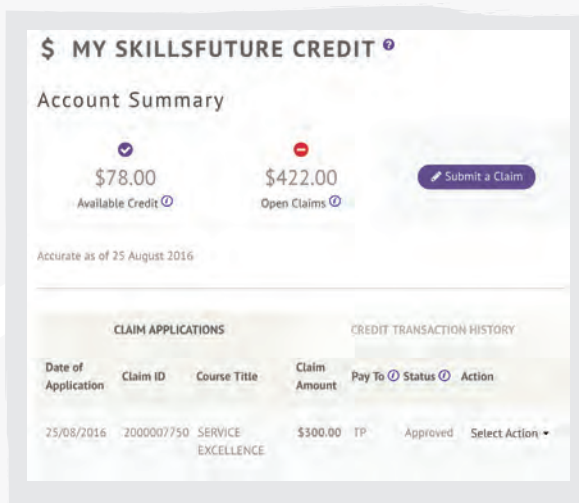 $ MY SKILLSFUTURE CREDIT ?
Account Summary
$78.00 $422.00 Submit a Claim
Available Credit i Open Claims i
Accurate as of 25 August 2016
CLAIM APPLICATIONS CREDIT TRANSACTION HISTORY
Date of Application Claim ID Course Title Claim Amount Pay To i Status i Action
25/08/2016 2000007750 SERVICE EXCELLENCE $300.00 TP Approved Select Action